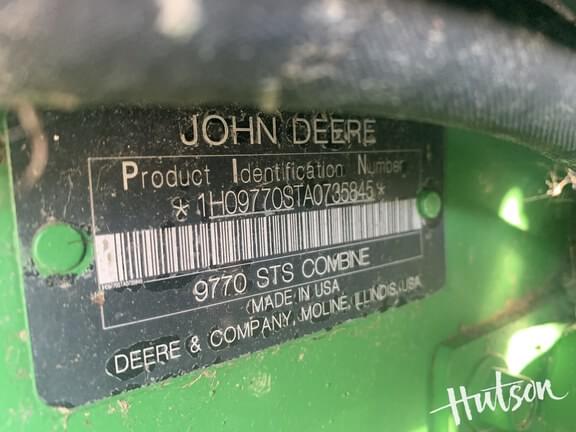 JOHN DEERE
Product Identification Number
*1H09770STA0735845*
9770 STS COMBINE
MADE IN USA
DEERE & COMPANY, MOLINE, ILLINOIS, USA
Hutson